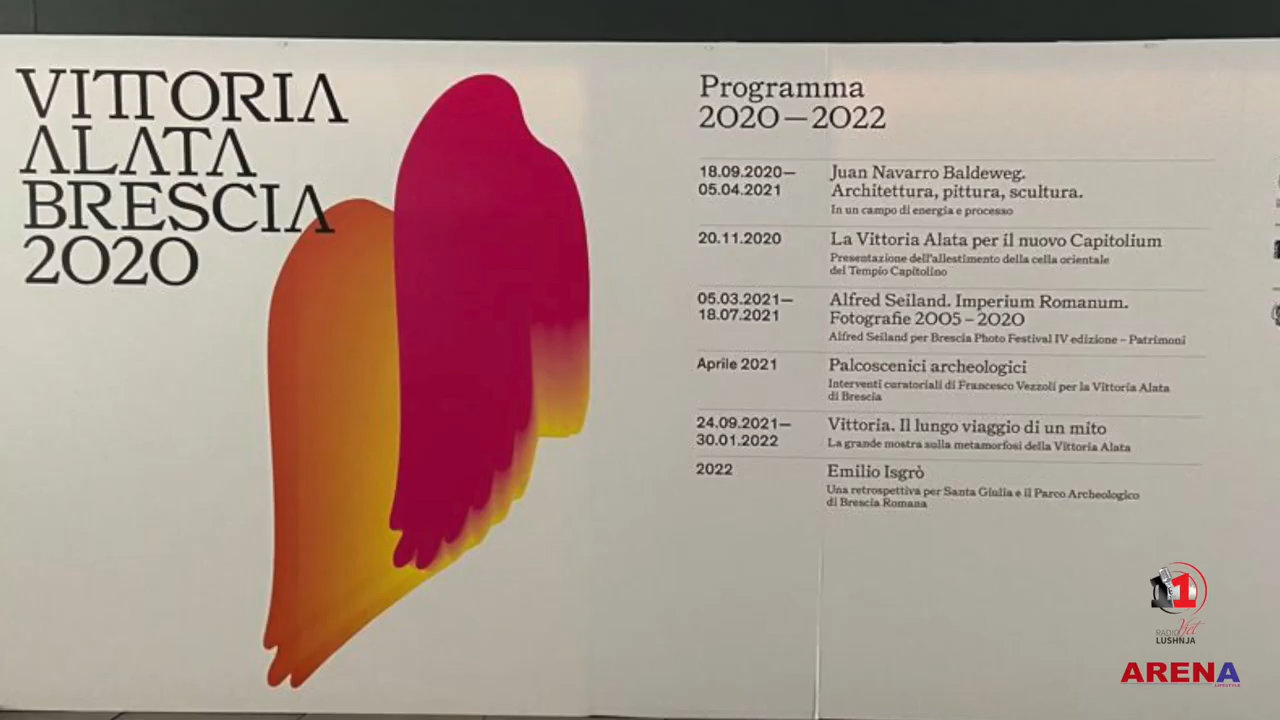 VITTORIA
ALATA
BRESCIA
2020
Programma
2020—2022
18.09.2020—
05.04.2021
Juan Navarro Baldeweg.
Architettura, pittura, scultura.
In un campo di energia e processo
20.11.2020
La Vittoria Alata per il nuovo Capitolium
Presentazione dell'allestimento della cella orientale
del Tempio Capitolino
05.03.2021—
18.07.2021
Alfred Seiland. Imperium Romanum.
Fotografie 2005–2020
Alfred Seiland per Brescia Photo Festival IV edizione – Patrimoni
Aprile 2021
Palcoscenici archeologici
Interventi curatoriali di Francesco Vezzoli per la Vittoria Alata
di Brescia
24.09.2021—
30.01.2022
Vittoria. Il lungo viaggio di un mito
La grande mostra sulla metamorfosi della Vittoria Alata
2022
Emilio Isgrò
Una retrospettiva per Santa Giulia e il Parco Archeologico
di Brescia Romana
1
RADIO
LUSHNJA
ARENA
LIFESTYLE